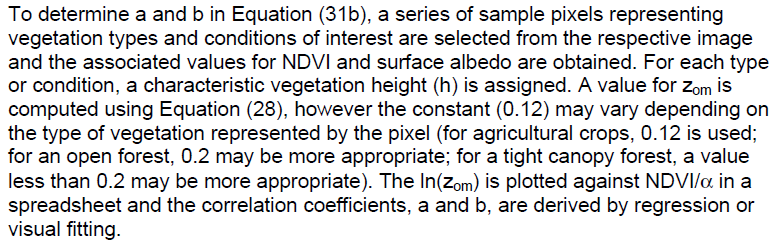 To determine a and b in Equation (31b), a series of sample pixels representing
vegetation types and conditions of interest are selected from the respective image
and the associated values for NDVI and surface albedo are obtained. For each type
or condition, a characteristic vegetation height (h) is assigned. A value for zom is
computed using Equation (28), however the constant (0.12) may vary depending on
the type of vegetation represented by the pixel (for agricultural crops, 0.12 is used;
for an open forest, 0.2 may be more appropriate; for a tight canopy forest, a value
less than 0.2 may be more appropriate). The ln(zom) is plotted against NDVI/α in a
spreadsheet and the correlation coefficients, a and b, are derived by regression or
visual fitting.